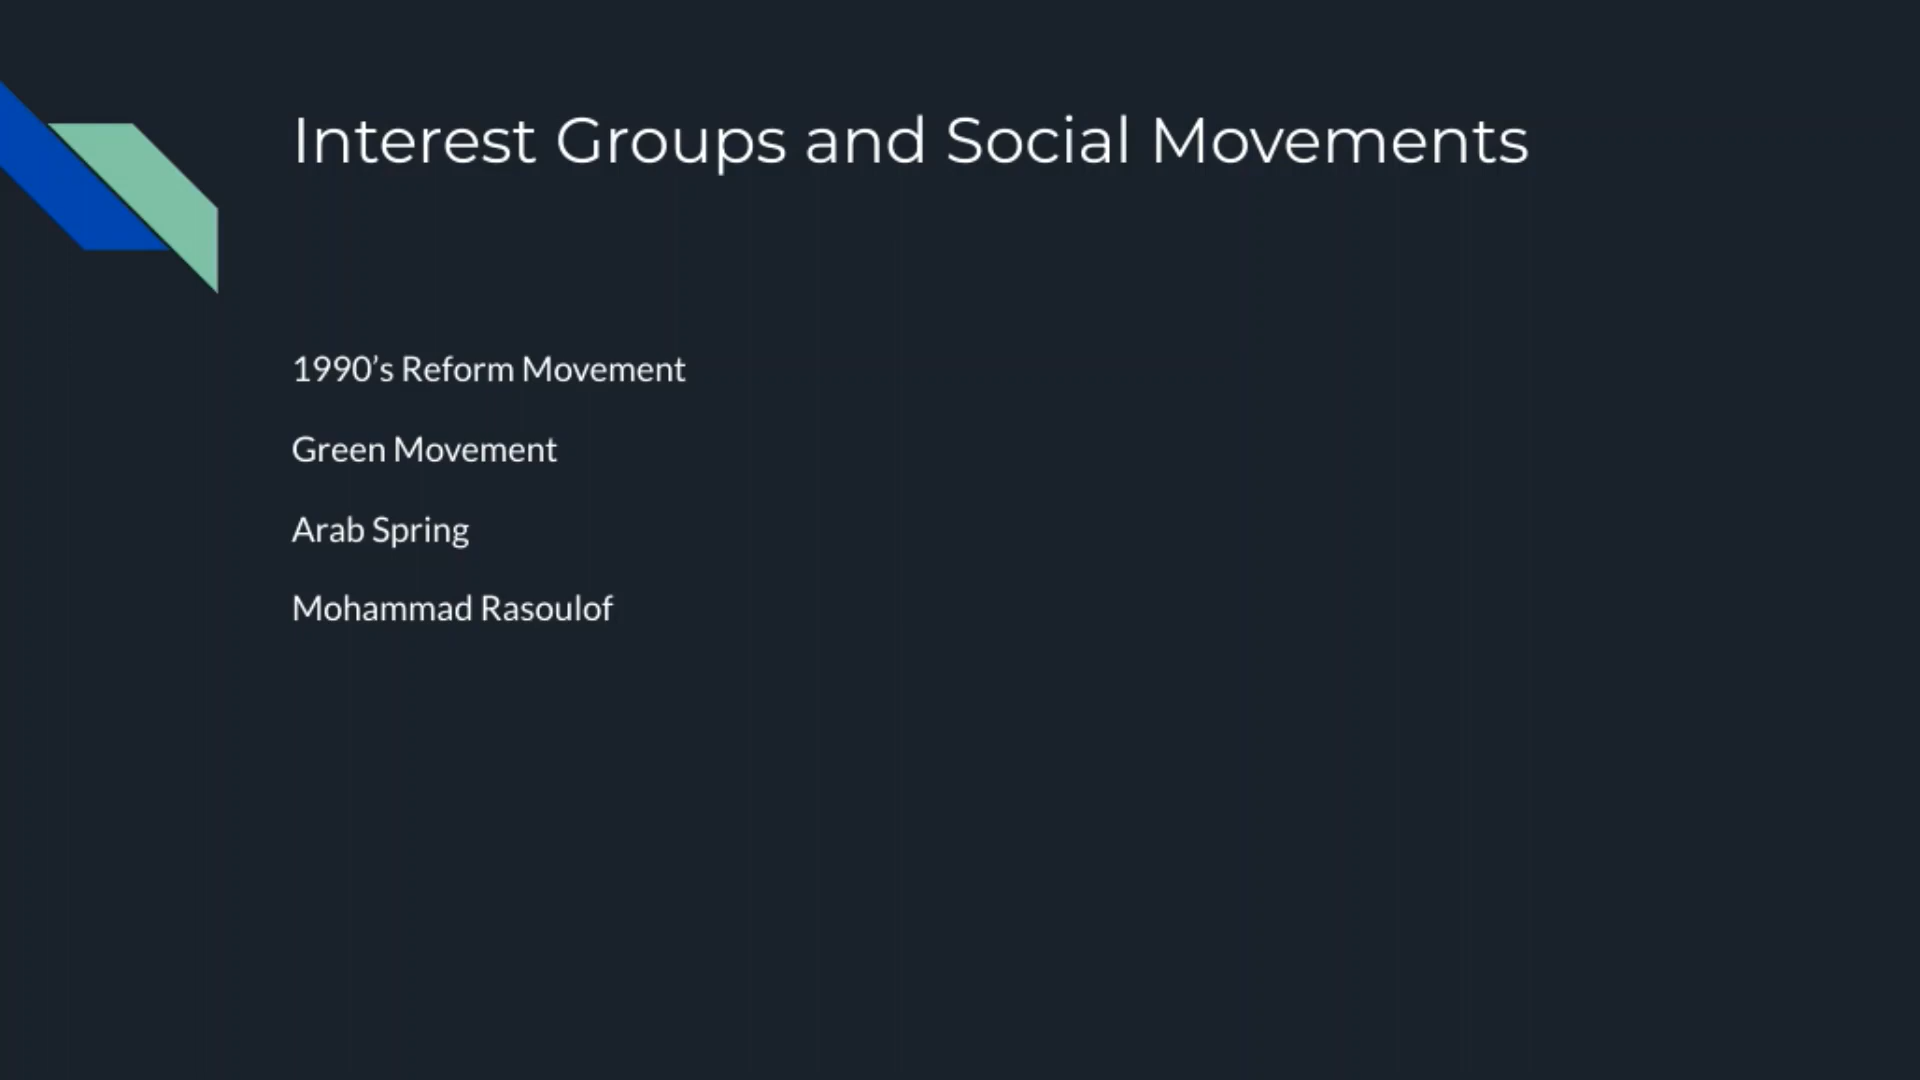 Interest Groups and Social Movements
1990’s Reform Movement
Green Movement
Arab Spring
Mohammad Rasoulof